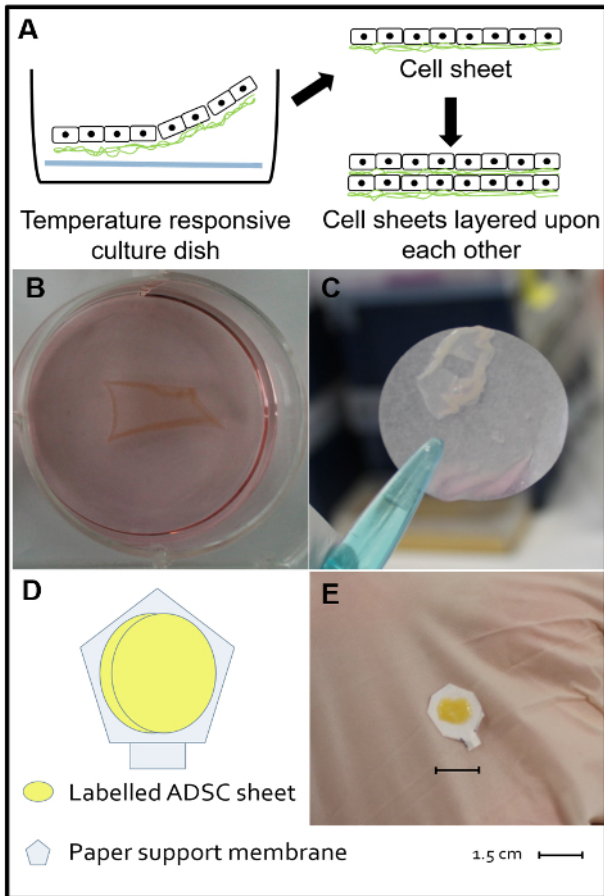 A
Cell sheet
Temperature responsive
culture dish
Cell sheets layered upon
each other
B
C
D
E
Labelled ADSC sheet
Paper support membrane
1.5 cm